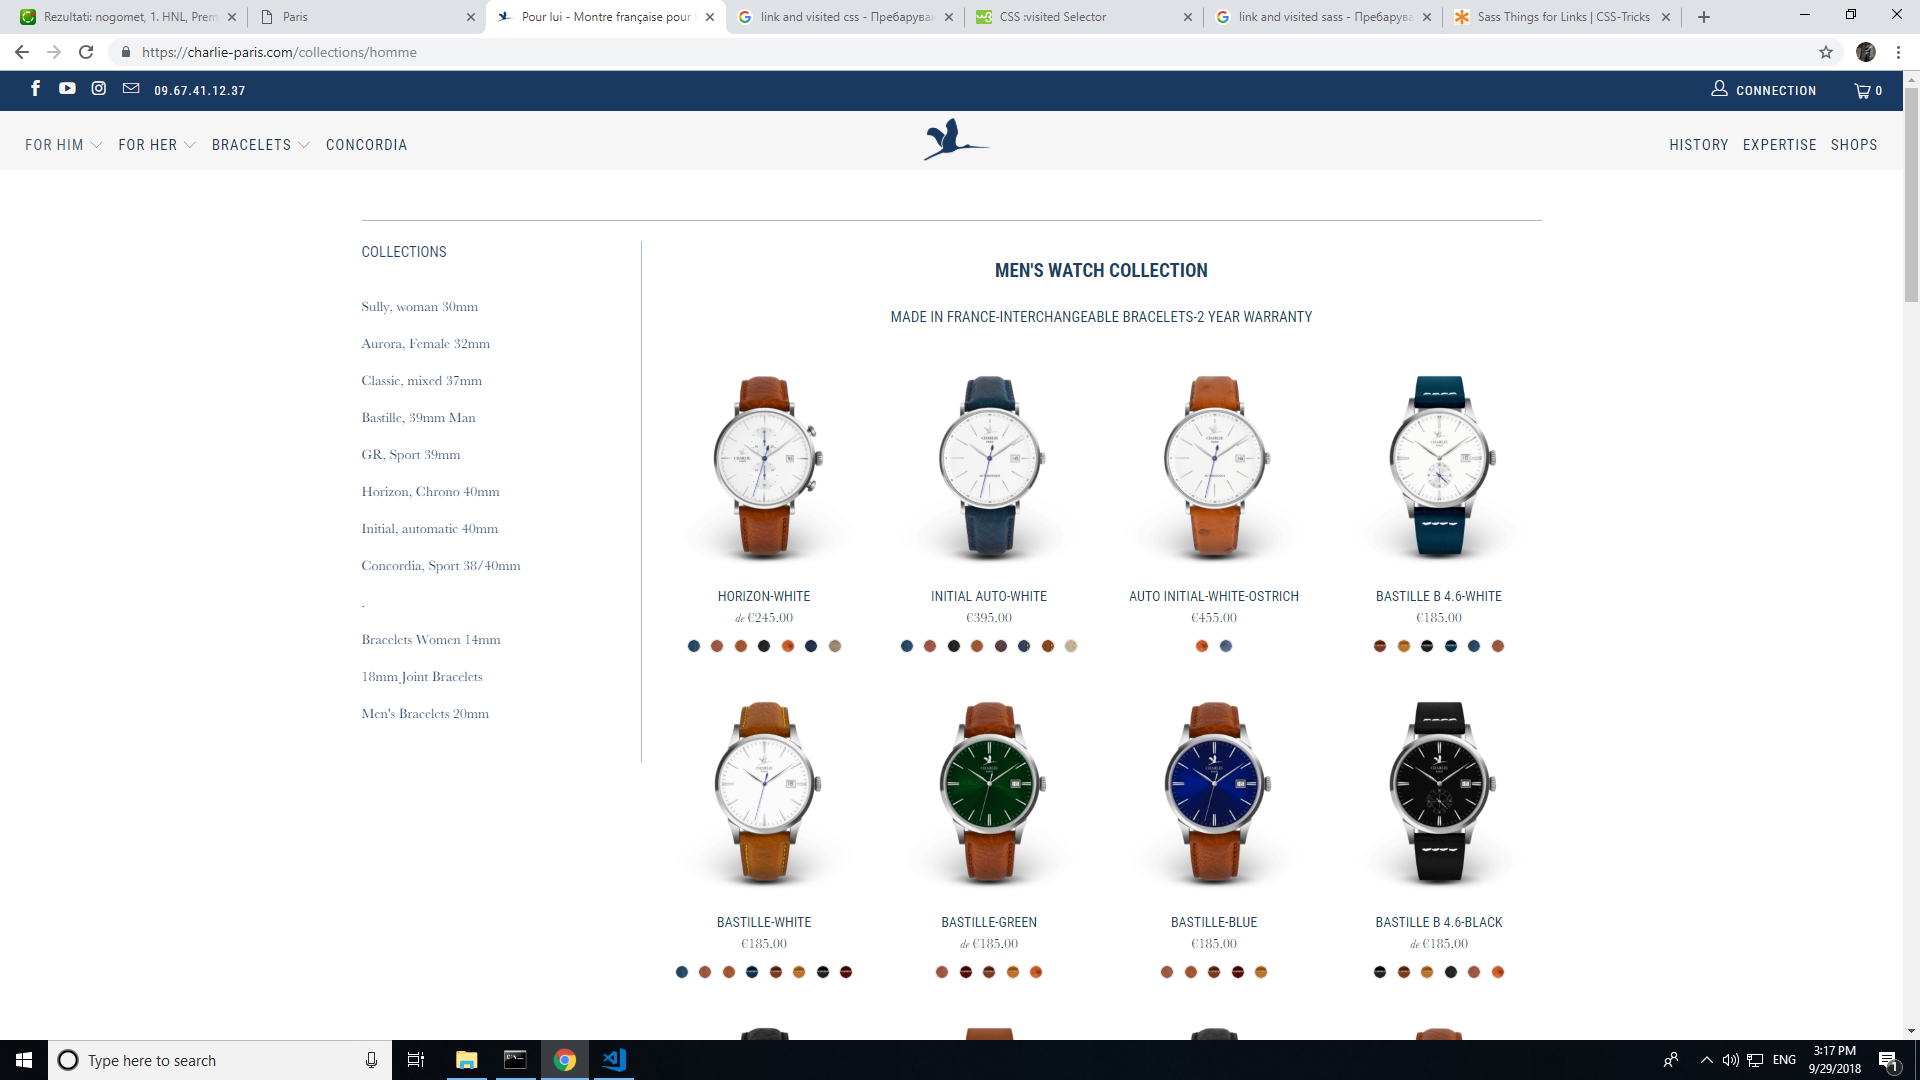 Rezultati: nogomet, 1. HNL, Prem
Paris
Pour lui - Montre française pour
link and visited css - Пребарува
CSS :visited Selector
link and visited sass - Пребарува
Sass Things for Links | CSS-Tricks
https://charlie-paris.com/collections/homme
09.67.41.12.37
CONNECTION
0
FOR HIM
FOR HER
BRACELETS
CONCORDIA
HISTORY
EXPERTISE
SHOPS
COLLECTIONS
Sully, woman 30mm
Aurora, Female 32mm
Classic, mixed 37mm
Bastille, 39mm Man
GR, Sport 39mm
Horizon, Chrono 40mm
Initial, automatic 40mm
Concordia, Sport 38/40mm
.
Bracelets Women 14mm
18mm Joint Bracelets
Men's Bracelets 20mm
MEN'S WATCH COLLECTION
MADE IN FRANCE-INTERCHANGEABLE BRACELETS-2 YEAR WARRANTY
HORIZON-WHITE
de €245.00
INITIAL AUTO-WHITE
€395.00
AUTO INITIAL-WHITE-OSTRICH
€455.00
BASTILLE B 4.6-WHITE
€185.00
BASTILLE-WHITE
€185.00
BASTILLE-GREEN
de €185.00
BASTILLE-BLUE
€185.00
BASTILLE B 4.6-BLACK
de €185.00
Type here to search
ENG
3:17 PM
9/29/2018
1